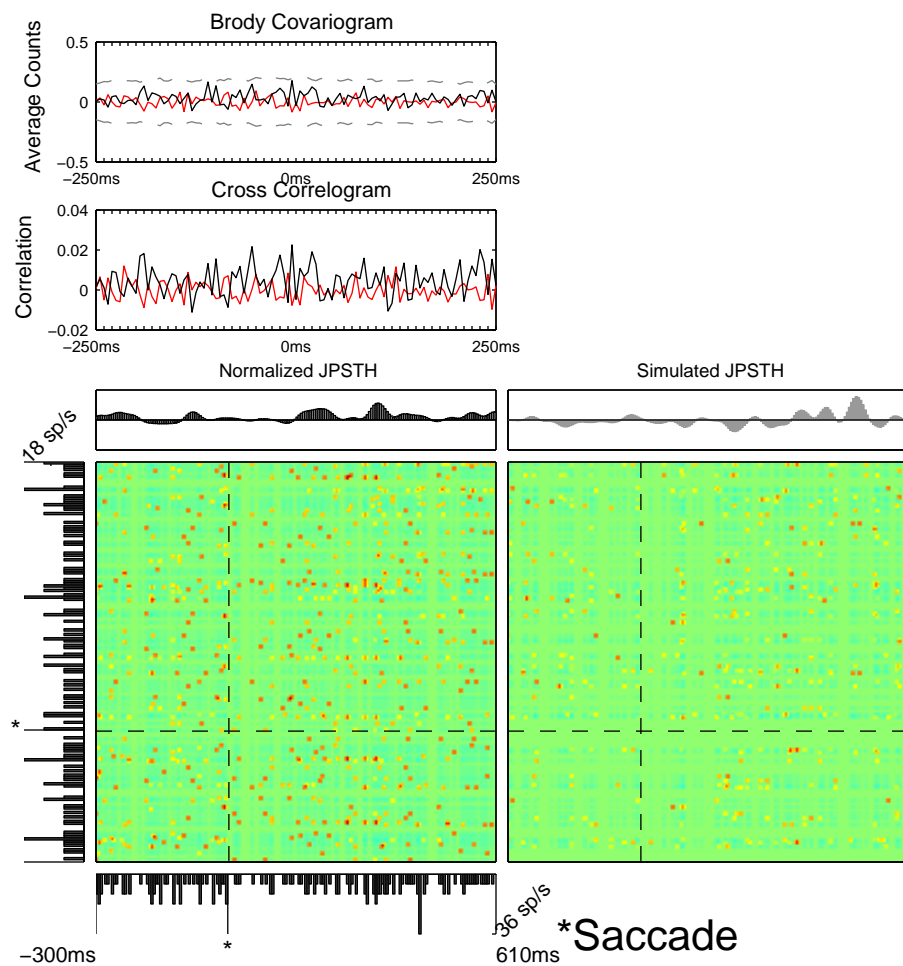 Brody Covariogram
Average Counts
0.5
0
−0.5
−250ms
0ms
250ms
Cross Correlogram
Correlation
0.04
0.02
0
−0.02
−250ms
0ms
250ms
Normalized JPSTH
Simulated JPSTH
18 sp/s
*
−300ms
*
36 sp/s
610ms
*Saccade